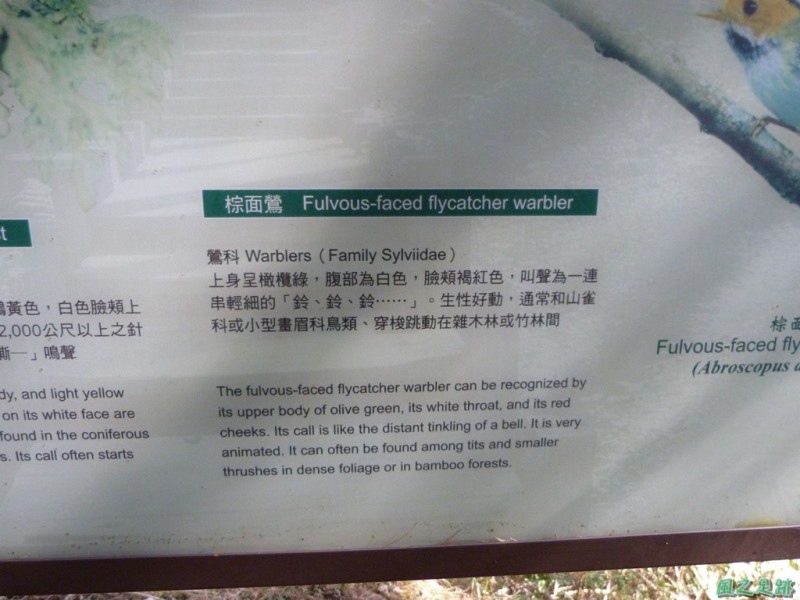 棕面鶯 Fulvous-faced flycatcher warbler
鶯科 Warblers (Family Sylviidae)
上身呈橄欖綠，腹部為白色，臉頰褐紅色，叫聲為一連
串輕細的「鈴、鈴、鈴……」。生性好動，通常和山雀
科或小型畫眉科鳥類、穿梭跳動在雜木林或竹林間
The fulvous-faced flycatcher warbler can be recognized by
its upper body of olive green, its white throat, and its red
cheeks. Its call is like the distant tinkling of a bell. It is very
animated. It can often be found among tits and smaller
thrushes in dense foliage or in bamboo forests.
黃色，白色臉頰上
2,000公尺以上之針
」鳴聲
dy, and light yellow
on its white face are
found in the coniferous
s. Its call often starts
棕面
Fulvous-faced fly
(Abroscopus a
風之足跡